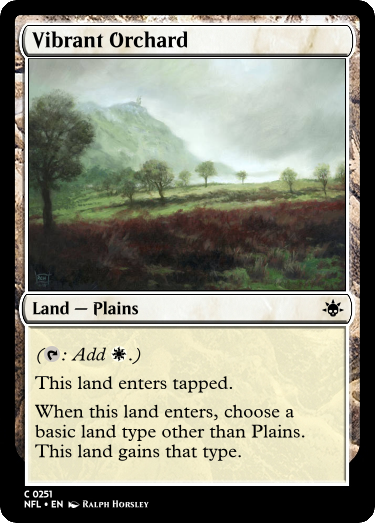 Vibrant Orchard
Land — Plains
(: Add .)
This land enters tapped.
When this land enters, choose a
basic land type other than Plains.
This land gains that type.
C 0251
NFL • EN Ralph Horsley